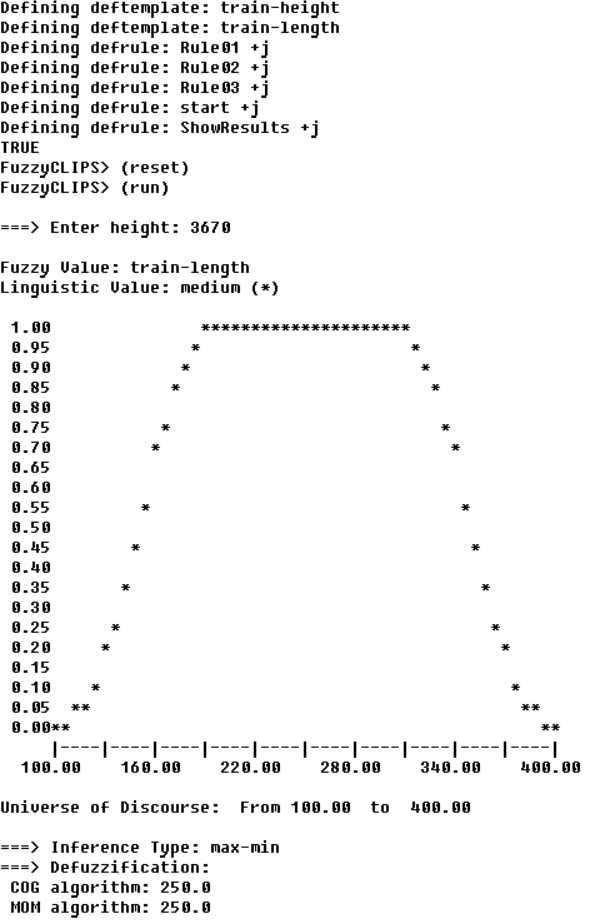 Defining deftemplate: train-height
Defining deftemplate: train-length
Defining defrule: Rule01 +j
Defining defrule: Rule02 +j
Defining defrule: Rule03 +j
Defining defrule: start +j
Defining defrule: ShowResults +j
TRUE
FuzzyCLIPS> (reset)
FuzzyCLIPS> (run)
===> Enter height: 3670
Fuzzy Value: train-length
Linguistic Value: medium (*)
 1.00               *********************
 0.95              *                     *
 0.90             *                       *
 0.85            *                         *
 0.80
 0.75           *                           *
 0.70          *                             *
 0.65
 0.60
 0.55         *                               *
 0.50
 0.45        *                                 *
 0.40
 0.35       *                                   *
 0.30
 0.25      *                                     *
 0.20     *                                       *
 0.15
 0.10    *                                         *
 0.05  **                                           **
 0.00**                                               **
     |----|----|----|----|----|----|----|----|----|----|
  100.00    160.00    220.00    280.00    340.00    400.00
Universe of Discourse:  From 100.00  to  400.00
===> Inference Type: max-min
===> Defuzzification:
 COG algorithm: 250.0
 MOM algorithm: 250.0